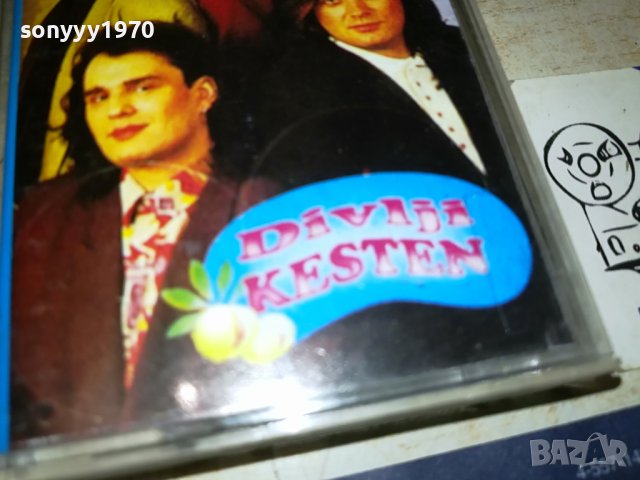 sonyyy1970
Divlji
KESTEN
BAZAR